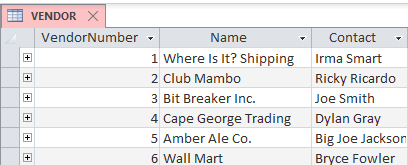 VENDOR
VendorNumber Name Contact
1 Where Is It? Shipping Irma Smart
2 Club Mambo Ricky Ricardo
3 Bit Breaker Inc. Joe Smith
4 Cape George Trading Dylan Gray
5 Amber Ale Co. Big Joe Jackson
6 Wall Mart Bryce Fowler